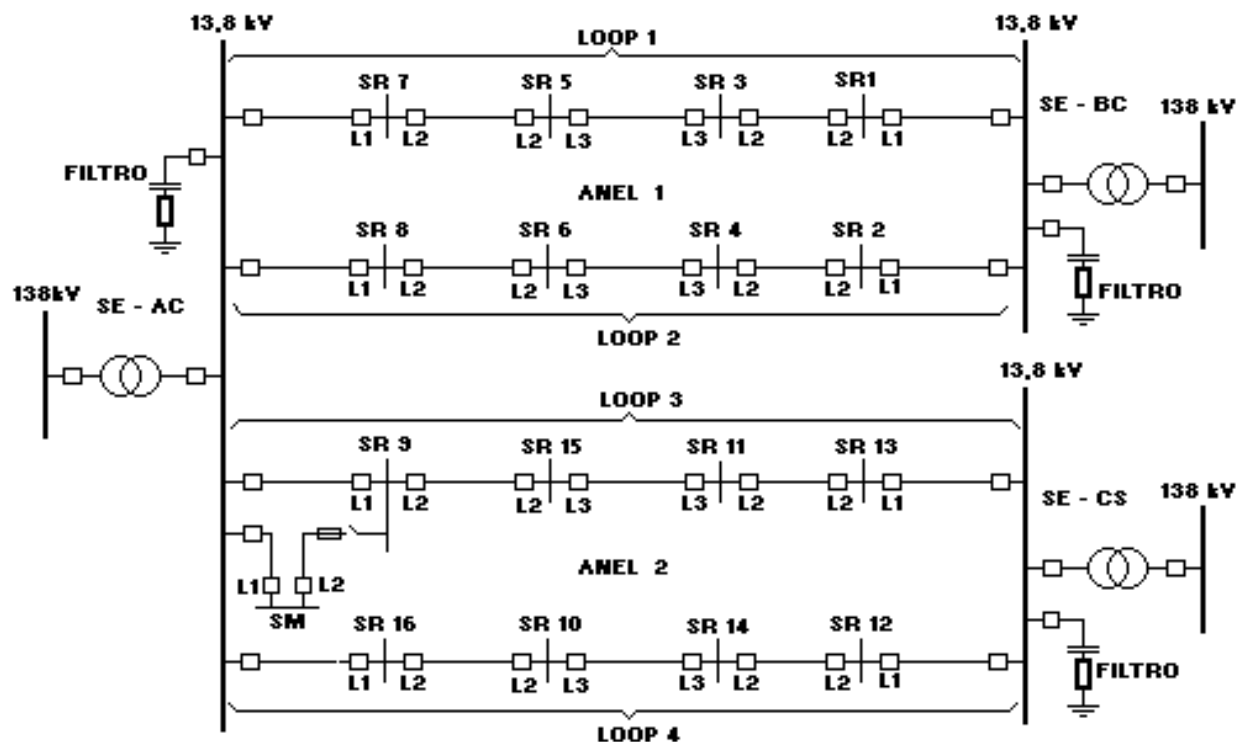 13,8 kV 13,8 kV
LOOP 1
SR 7 SR 5 SR 3 SR1
SE - BC 138 kV
L1 L2 L2 L3 L3 L2 L2 L1
FILTRO
ANEL 1
SR 8 SR 6 SR 4 SR 2
L1 L2 L2 L3 L3 L2 L2 L1
FILTRO
138kV
SE - AC
LOOP 2
13,8 kV
LOOP 3
SR 9 SR 15 SR 11 SR 13
SE - CS 138 kV
L1 L2 L2 L3 L3 L2 L2 L1
ANEL 2
L1 L2
SM
SR 16 SR 10 SR 14 SR 12
L1 L2 L2 L3 L3 L2 L2 L1
FILTRO
LOOP 4